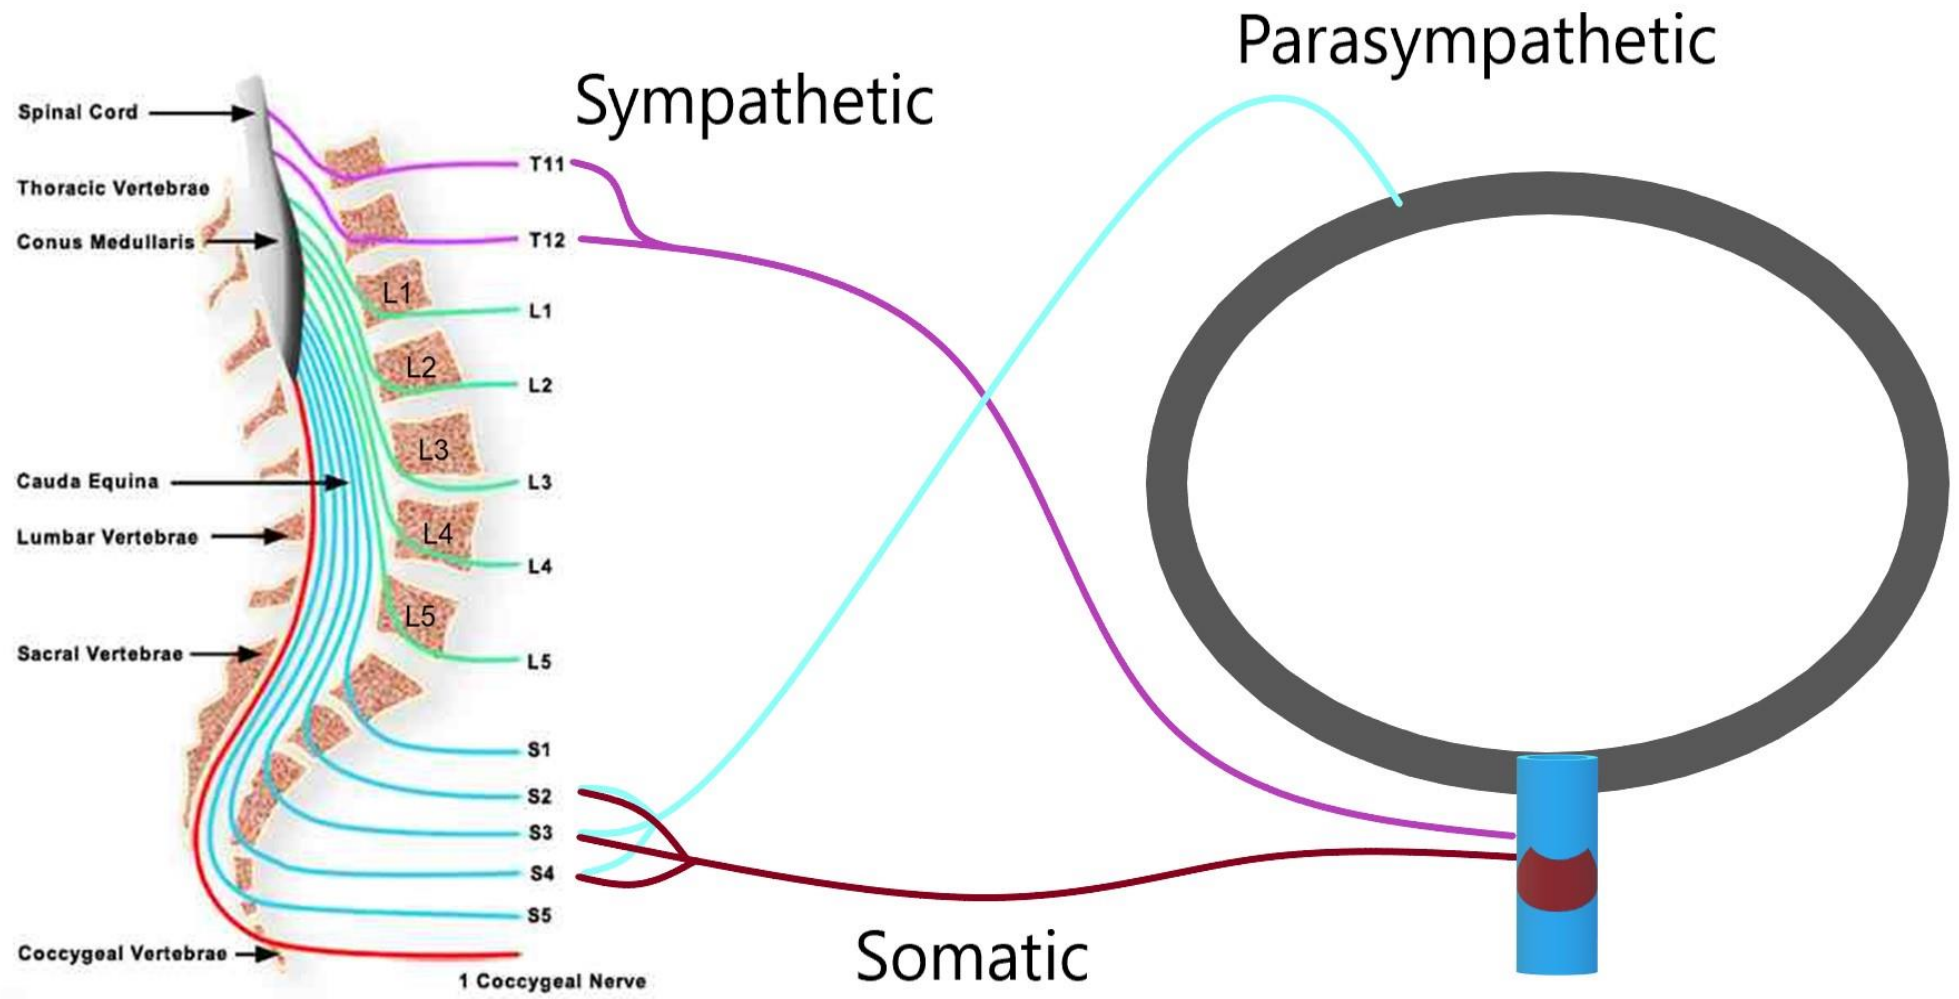 Parasympathetic
Sympathetic
Spinal Cord
Thoracic Vertebrae
Conus Medullaris
Cauda Equina
Lumbar Vertebrae
Sacral Vertebrae
Coccygeal Vertebrae
L1
L2
L3
L4
L5
T11
T12
L1
L2
L3
L4
L5
S1
S2
S3
S4
S5
1 Coccygeal Nerve
Somatic